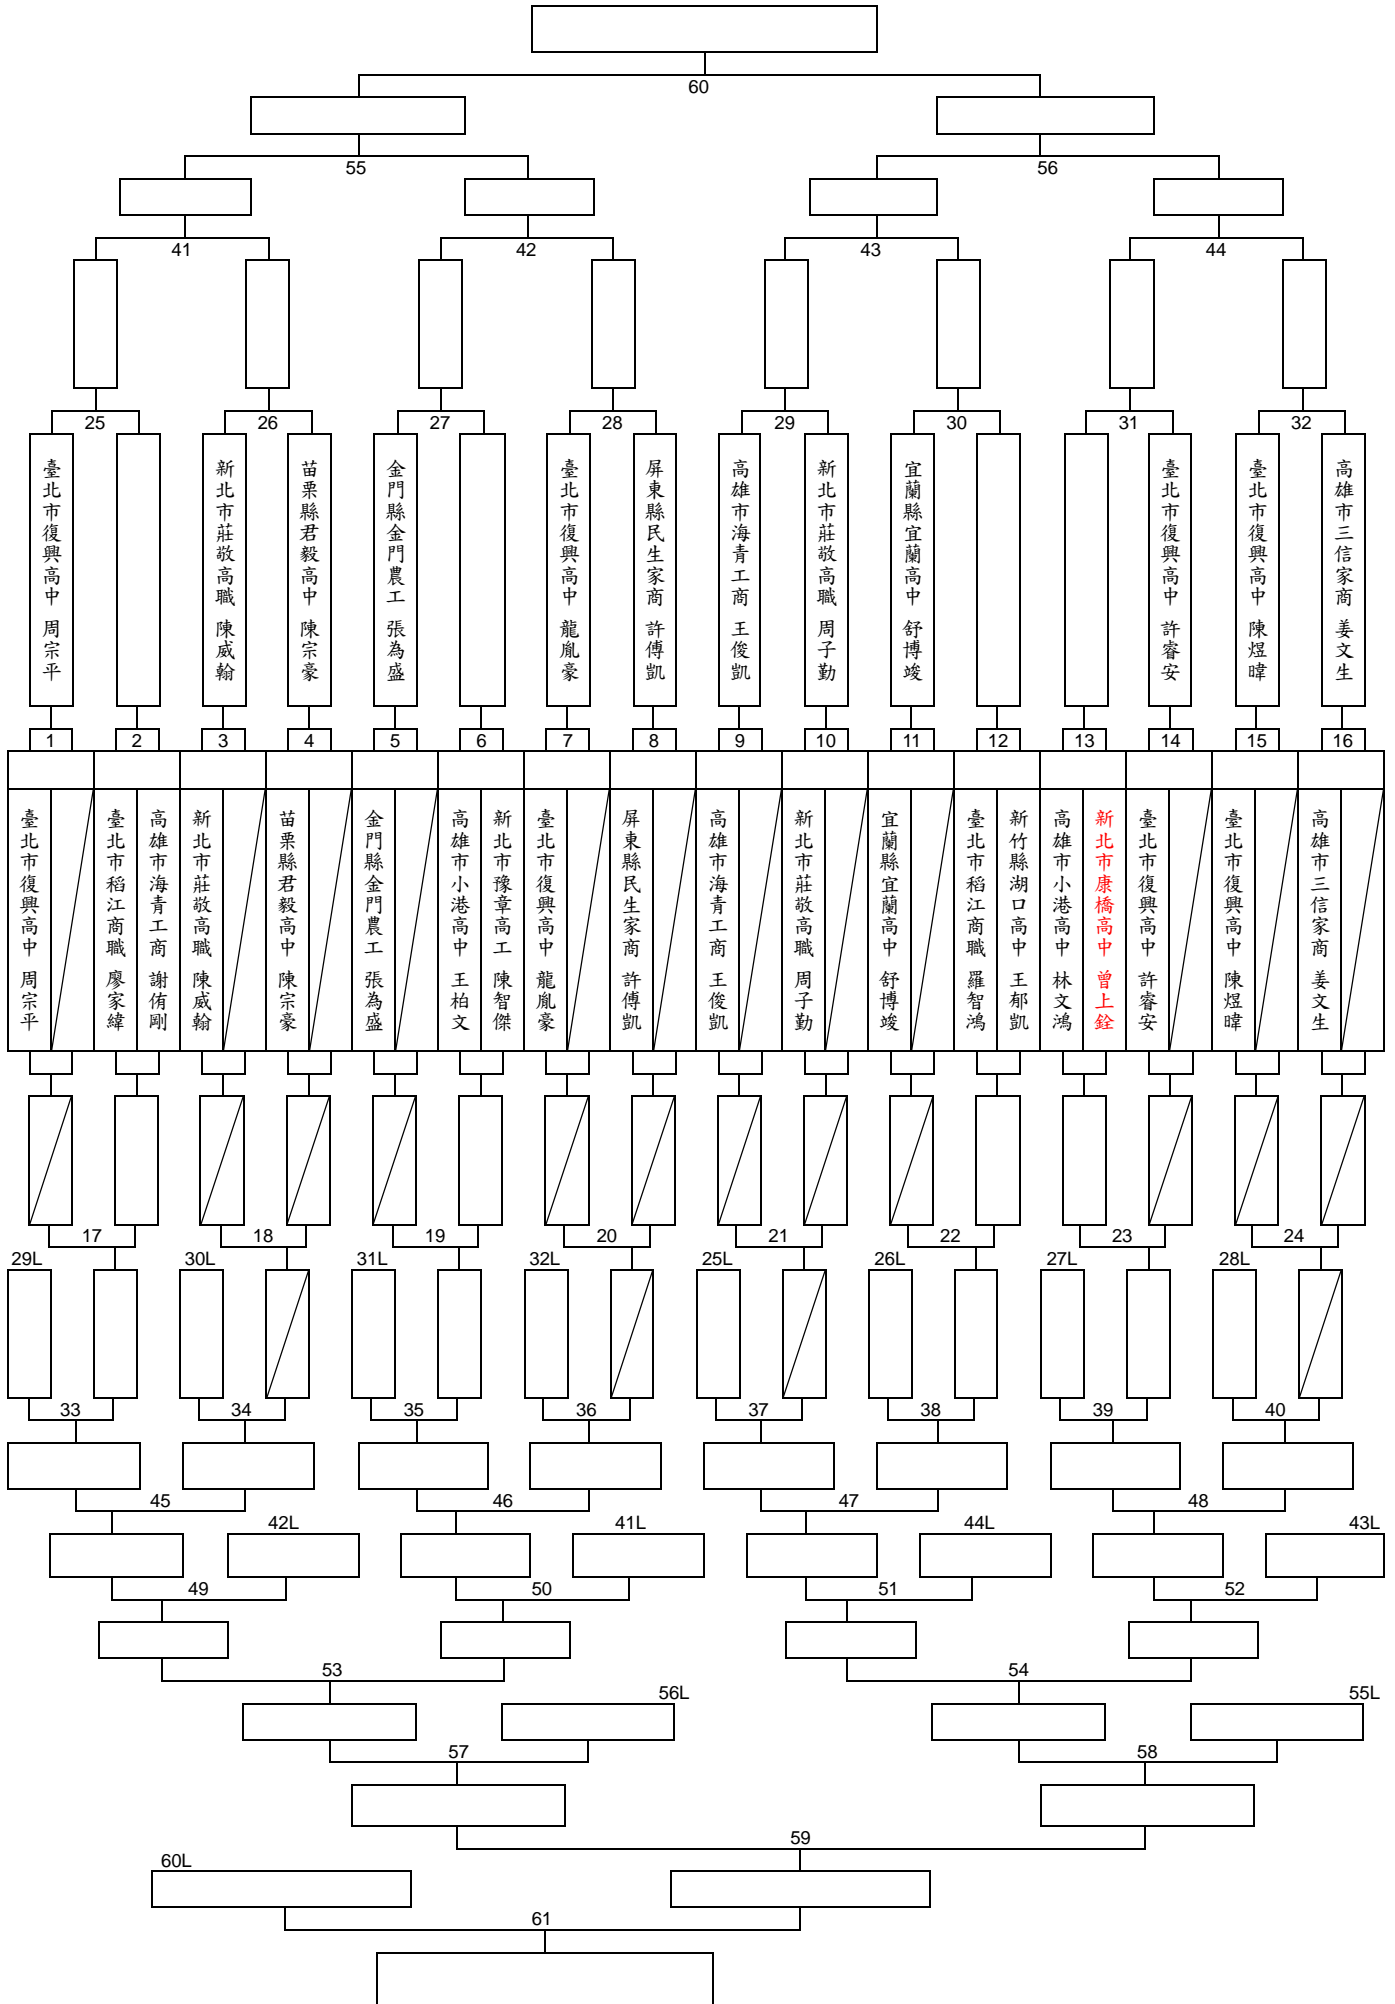 60
55
56
41
42
43
44
25
26
27
28
29
30
31
32
臺北市復興高中 周宗平
新北市莊敬高職 陳威翰
苗栗縣君毅高中 陳宗豪
金門縣金門農工 張為盛
臺北市復興高中 龍胤豪
屏東縣民生家商 許傅凱
高雄市海青工商 王俊凱
新北市莊敬高職 周子勤
宜蘭縣宜蘭高中 舒博竣
臺北市復興高中 許睿安
臺北市復興高中 陳煜暐
高雄市三信家商 姜文生
1
2
3
4
5
6
7
8
9
10
11
12
13
14
15
16
臺北市復興高中 周宗平
臺北市稻江商職 廖家緯
高雄市海青工商 謝侑剛
新北市莊敬高職 陳威翰
苗栗縣君毅高中 陳宗豪
金門縣金門農工 張為盛
高雄市小港高中 王柏文
新北市豫章高工 陳智傑
臺北市復興高中 龍胤豪
屏東縣民生家商 許傅凱
高雄市海青工商 王俊凱
新北市莊敬高職 周子勤
宜蘭縣宜蘭高中 舒博竣
臺北市稻江商職 羅智鴻
新竹縣湖口高中 王郁凱
高雄市小港高中 林文鴻
新北市康橋高中 曾上銓
臺北市復興高中 許睿安
臺北市復興高中 陳煜暐
高雄市三信家商 姜文生
17
18
19
20
21
22
23
24
29L
30L
31L
32L
25L
26L
27L
28L
33
34
35
36
37
38
39
40
45
46
47
48
42L
41L
44L
43L
49
50
51
52
53
54
56L
55L
57
58
59
60L
61